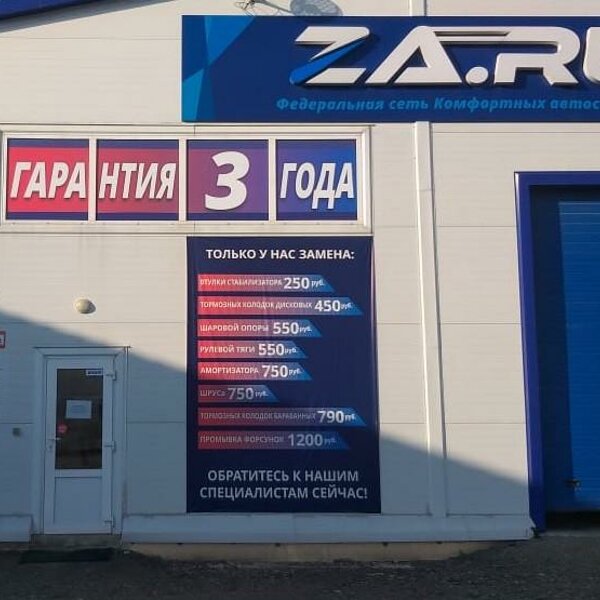 ZA.RU
Федеральная сеть Комфортных автос
ГАРАНТИЯ 3 ГОДА
ТОЛЬКО У НАС ЗАМЕНА:
ВТУЛКИ СТАБИЛИЗАТОРА 250 руб.
ТОРМОЗНЫХ КОЛОДОК ДИСКОВЫХ 450 руб.
ШАРОВОЙ ОПОРЫ 550 руб.
РУЛЕВОЙ ТЯГИ 550 руб.
АМОРТИЗАТОРА 750 руб.
ШРУСа 750 руб.
ТОРМОЗНЫХ КОЛОДОК БАРАБАННЫХ 790 руб.
ПРОМЫВКА ФОРСУНОК 1200 руб.
ОБРАТИТЕСЬ К НАШИМ
СПЕЦИАЛИСТАМ СЕЙЧАС!